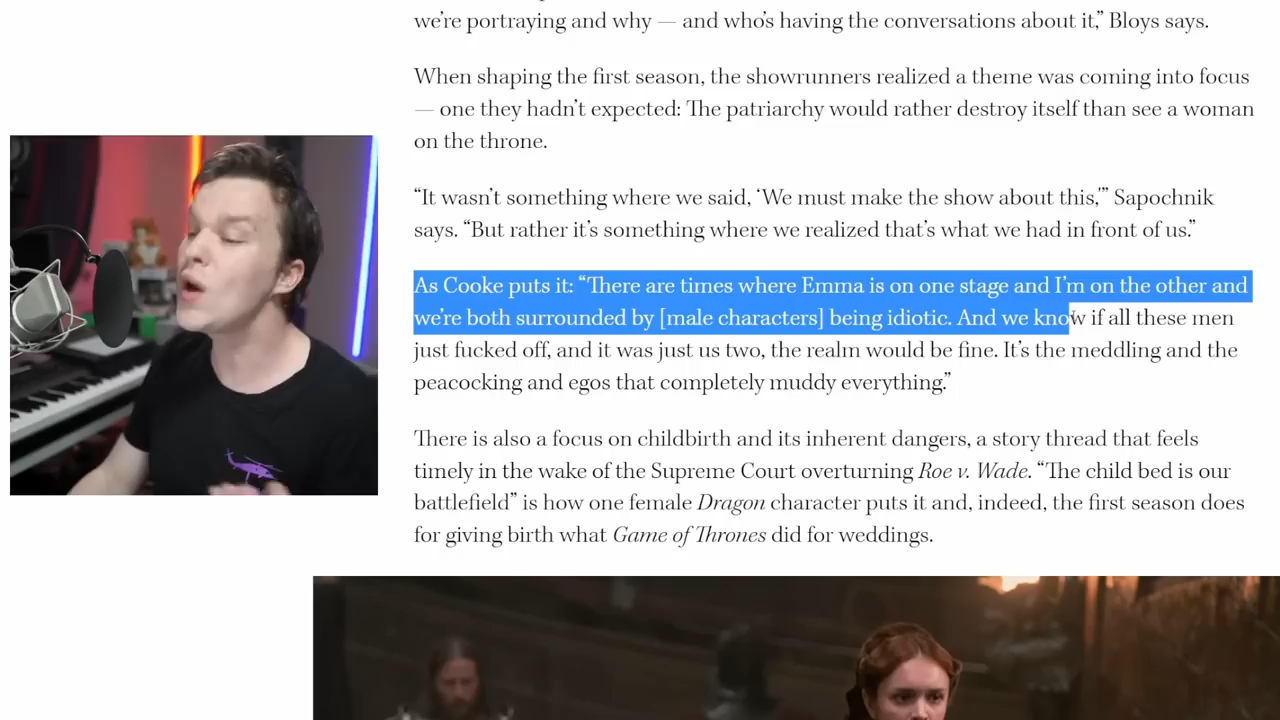 we’re portraying and why — and who’s having the conversations about it,” Bloys says.
When shaping the first season, the showrunners realized a theme was coming into focus
— one they hadn’t expected: The patriarchy would rather destroy itself than see a woman
on the throne.
“It wasn’t something where we said, ‘We must make the show about this,’” Sapochnik
says. “But rather it’s something where we realized that’s what we had in front of us.”
As Cooke puts it: “There are times where Emma is on one stage and I’m on the other and
we’re both surrounded by [male characters] being idiotic. And we know if all these men
just fucked off, and it was just us two, the realm would be fine. It’s the meddling and the
peacocking and egos that completely muddy everything.”
There is also a focus on childbirth and its inherent dangers, a story thread that feels
timely in the wake of the Supreme Court overturning Roe v. Wade. “The child bed is our
battlefield” is how one female Dragon character puts it and, indeed, the first season does
for giving birth what Game of Thrones did for weddings.